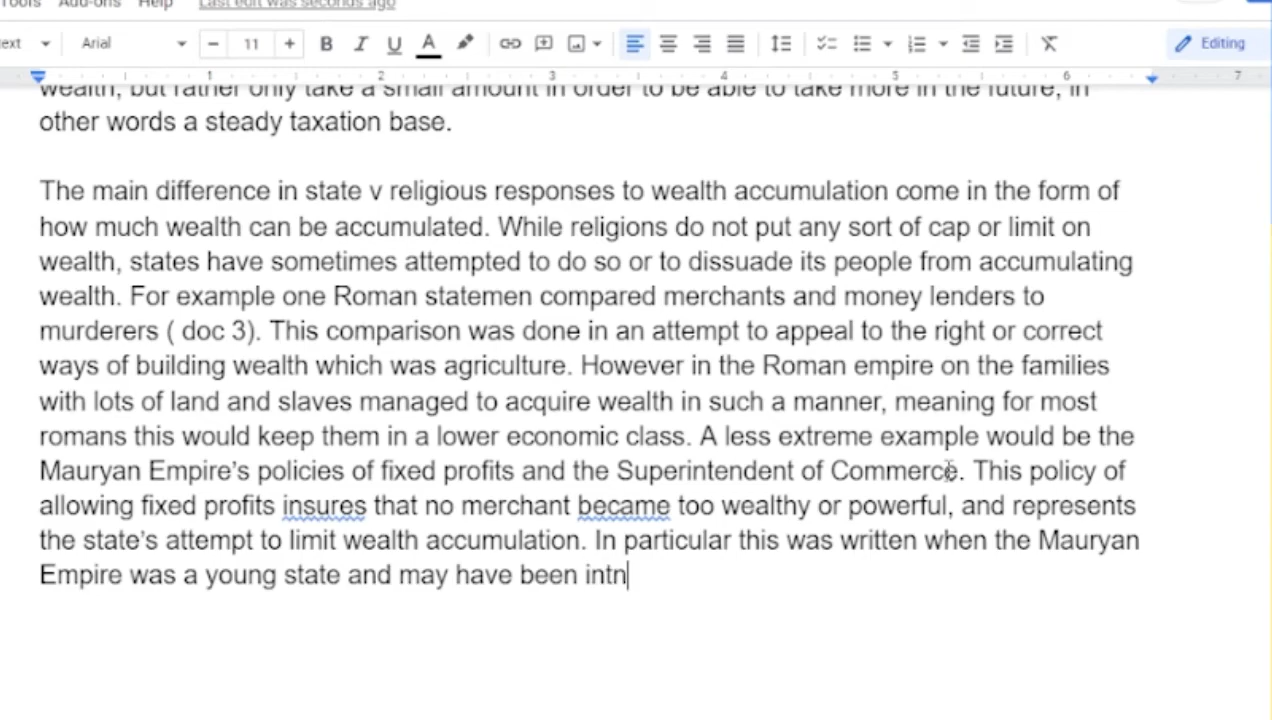 Tools Add-ons Help Last edit was seconds ago
text Arial − 11 + B I U A Editing
1 2 3 4 5 6 7
wealth, but rather only take a small amount in order to be able to take more in the future, in
other words a steady taxation base.
The main difference in state v religious responses to wealth accumulation come in the form of
how much wealth can be accumulated. While religions do not put any sort of cap or limit on
wealth, states have sometimes attempted to do so or to dissuade its people from accumulating
wealth. For example one Roman statemen compared merchants and money lenders to
murderers ( doc 3). This comparison was done in an attempt to appeal to the right or correct
ways of building wealth which was agriculture. However in the Roman empire on the families
with lots of land and slaves managed to acquire wealth in such a manner, meaning for most
romans this would keep them in a lower economic class. A less extreme example would be the
Mauryan Empire’s policies of fixed profits and the Superintendent of Commerce. This policy of
allowing fixed profits insures that no merchant became too wealthy or powerful, and represents
the state’s attempt to limit wealth accumulation. In particular this was written when the Mauryan
Empire was a young state and may have been intn